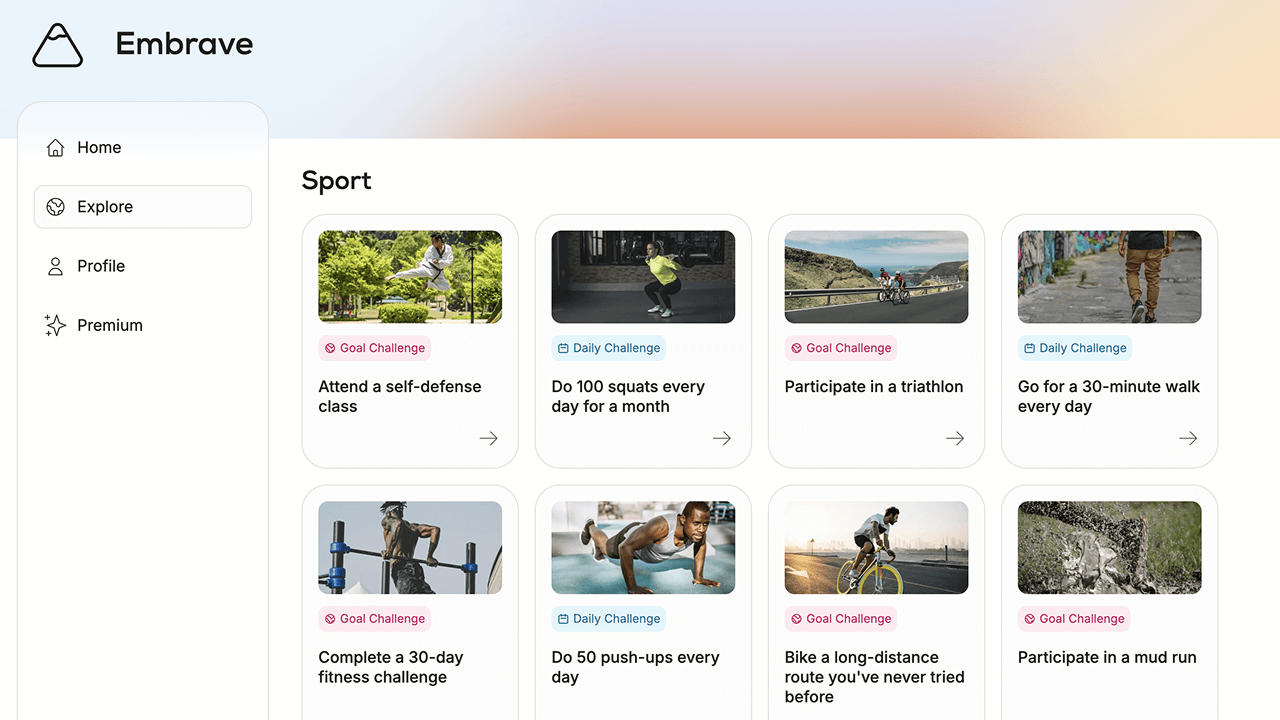 Embrave
Home
Explore
Profile
Premium
Sport
Goal Challenge
Attend a self-defense
class
Daily Challenge
Do 100 squats every
day for a month
Goal Challenge
Participate in a triathlon
Daily Challenge
Go for a 30-minute walk
every day
Goal Challenge
Complete a 30-day
fitness challenge
Daily Challenge
Do 50 push-ups every
day
Goal Challenge
Bike a long-distance
route you've never tried
before
Goal Challenge
Participate in a mud run